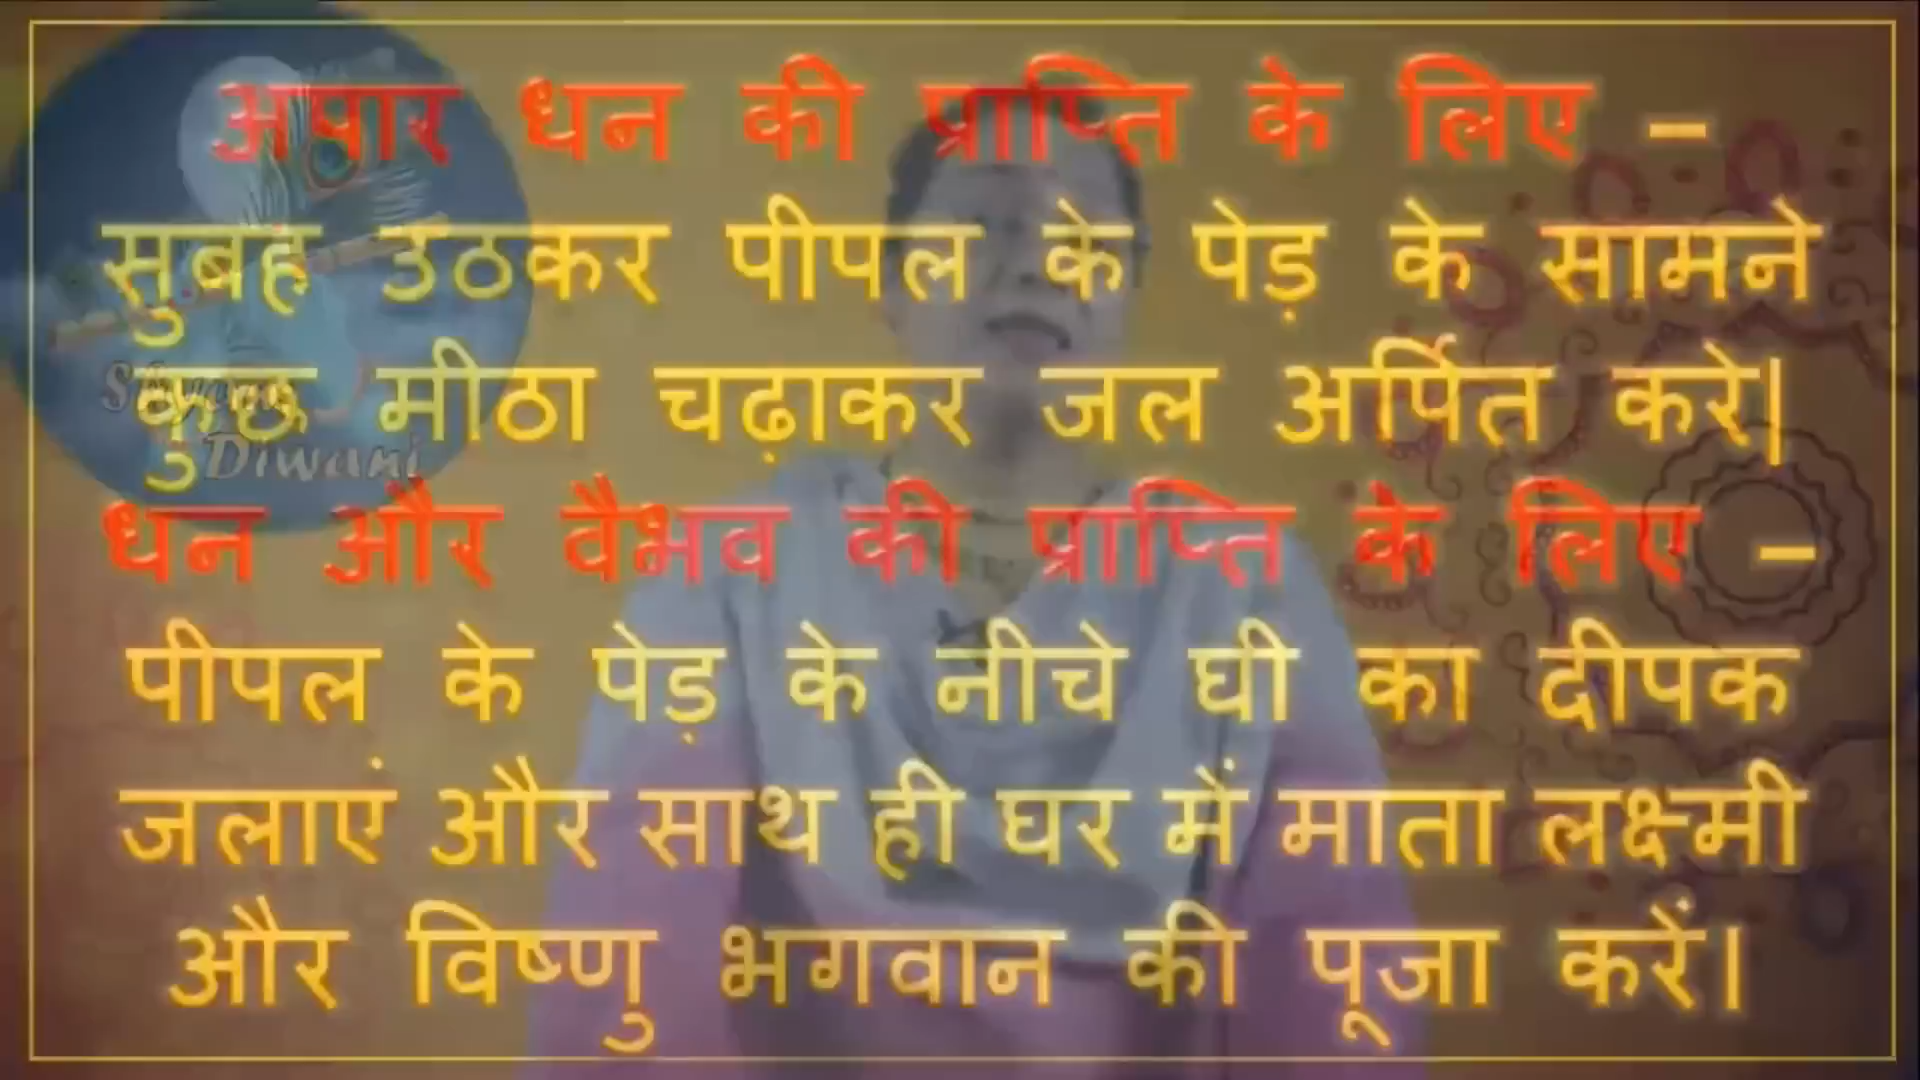 अपार धन की प्राप्ति के लिए –
सुबह उठकर पीपल के पेड़ के सामने
कुछ मीठा चढ़ाकर जल अर्पित करे|
धन और वैभव की प्राप्ति के लिए –
पीपल के पेड़ के नीचे घी का दीपक
जलाएं और साथ ही घर में माता लक्ष्मी
और विष्णु भगवान की पूजा करें।
Shyam
Diwani